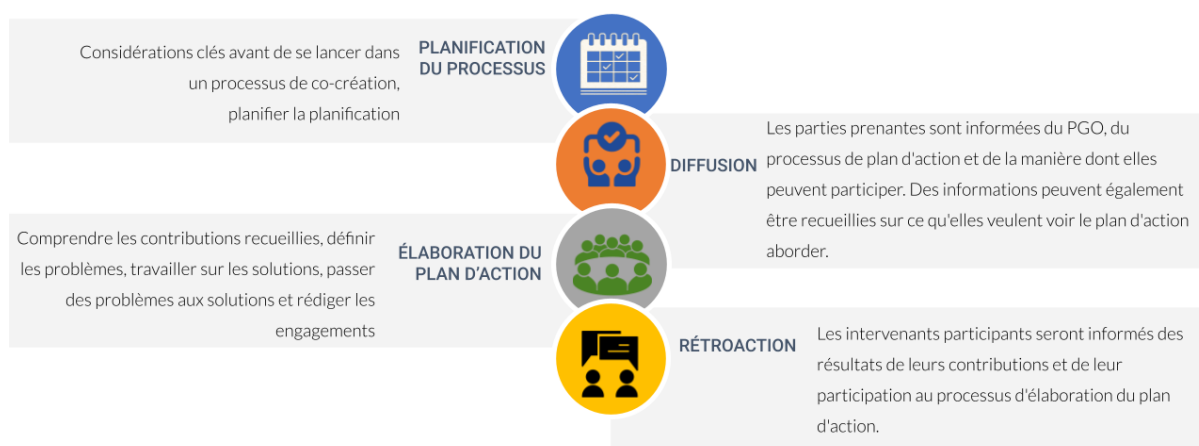 PLANIFICATION
DU PROCESSUS
Considérations clés avant de se lancer dans
un processus de co-création,
planifier la planification
DIFFUSION
Les parties prenantes sont informées du PGO, du
processus de plan d'action et de la manière dont elles
peuvent participer. Des informations peuvent également
être recueillies sur ce qu'elles veulent voir le plan d'action
aborder.
ÉLABORATION DU
PLAN D’ACTION
Comprendre les contributions recueillies, définir
les problèmes, travailler sur les solutions, passer
des problèmes aux solutions et rédiger les
engagements
RÉTROACTION
Les intervenants participants seront informés des
résultats de leurs contributions et de leur
participation au processus d'élaboration du plan
d'action.